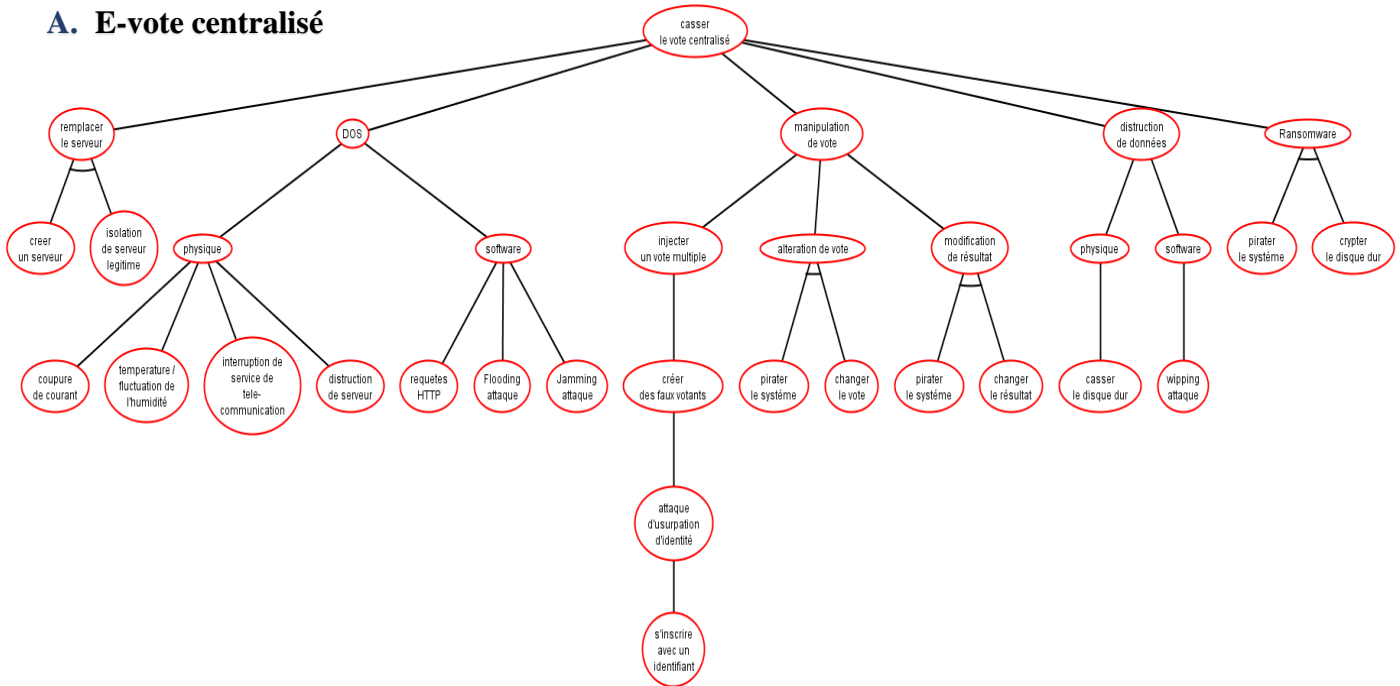 A. E-vote centralisé
casser
le vote centralisé
remplacer
le serveur
DOS
manipulation
de vote
distruction
de données
Ransomware
creer
un serveur
isolation
de serveur
legitime
physique
software
injecter
un vote multiple
alteration de vote
modification
de résultat
physique
software
pirater
le systéme
crypter
le disque dur
coupure
de courant
temperature /
fluctuation de
l'humidité
interruption de
service de
tele-
communication
distruction
de serveur
requetes
HTTP
Flooding
attaque
Jamming
attaque
créer
des faux votants
pirater
le systéme
changer
le vote
pirater
le systéme
changer
le résultat
casser
le disque dur
wipping
attaque
attaque
d'usurpation
d'identité
s'inscrire
avec un
identifiant